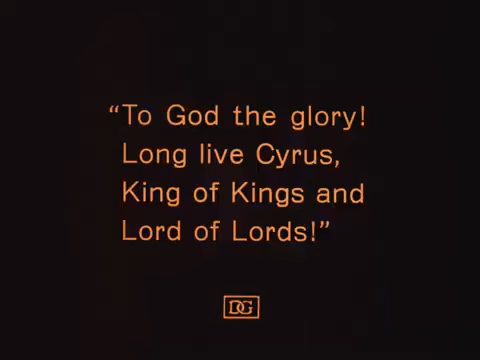 “To God the glory!
Long live Cyrus,
King of Kings and
Lord of Lords!”
DG